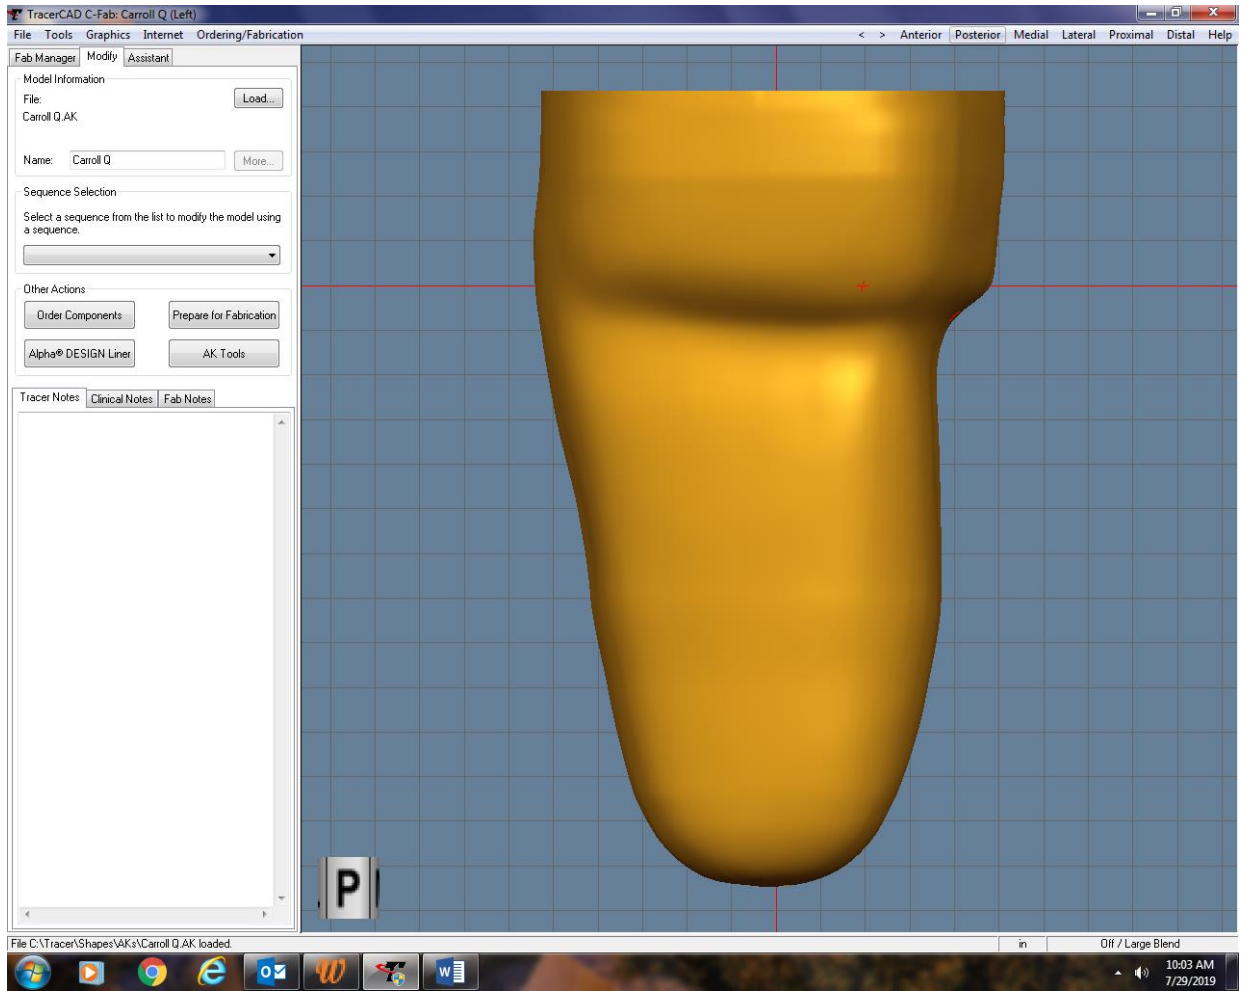 TracerCAD C-Fab: Carroll Q (Left)
File Tools Graphics Internet Ordering/Fabrication < > Anterior Posterior Medial Lateral Proximal Distal Help
Fab Manager Modify Assistant
Model Information
File: Load...
Carroll Q.AK
Name: Carroll Q More...
Sequence Selection
Select a sequence from the list to modify the model using
a sequence.
Other Actions
Order Components Prepare for Fabrication
Alpha® DESIGN Liner AK Tools
Tracer Notes Clinical Notes Fab Notes
P
File C:\Tracer\Shapes\AKs\Carroll Q.AK loaded. in Off / Large Blend
10:03 AM
7/29/2019